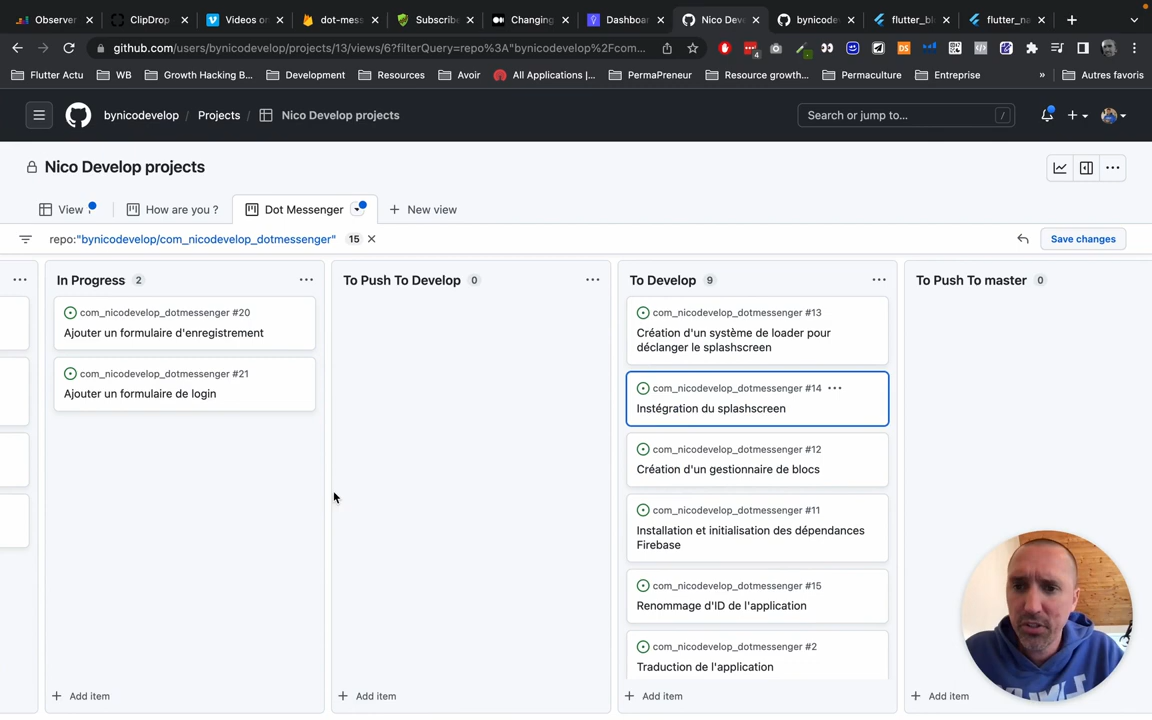 Observer
ClipDrop
Videos on
dot-mess
Subscribe
Changing
Dashboar
Nico Deve
bynicodev
flutter_bl
flutter_na
github.com/users/bynicodevelop/projects/13/views/6?filterQuery=repo%3A"bynicodevelop%2Fcom...
4
DS
Flutter Actu
WB
Growth Hacking B...
Development
Resources
Avoir
All Applications |...
PermaPreneur
Resource growth...
Permaculture
Entreprise
»
Autres favoris
bynicodevelop / Projects / Nico Develop projects
Search or jump to...
/
Nico Develop projects
View
How are you ?
Dot Messenger
New view
repo:"bynicodevelop/com_nicodevelop_dotmessenger"
15
Save changes
In Progress 2
com_nicodevelop_dotmessenger #20
Ajouter un formulaire d'enregistrement
com_nicodevelop_dotmessenger #21
Ajouter un formulaire de login
Add item
To Push To Develop 0
Add item
To Develop 9
com_nicodevelop_dotmessenger #13
Création d'un système de loader pour
déclanger le splashscreen
com_nicodevelop_dotmessenger #14
Instégration du splashscreen
com_nicodevelop_dotmessenger #12
Création d'un gestionnaire de blocs
com_nicodevelop_dotmessenger #11
Installation et initialisation des dépendances
Firebase
com_nicodevelop_dotmessenger #15
Renommage d'ID de l'application
com_nicodevelop_dotmessenger #2
Traduction de l'application
Add item
To Push To master 0
Add item